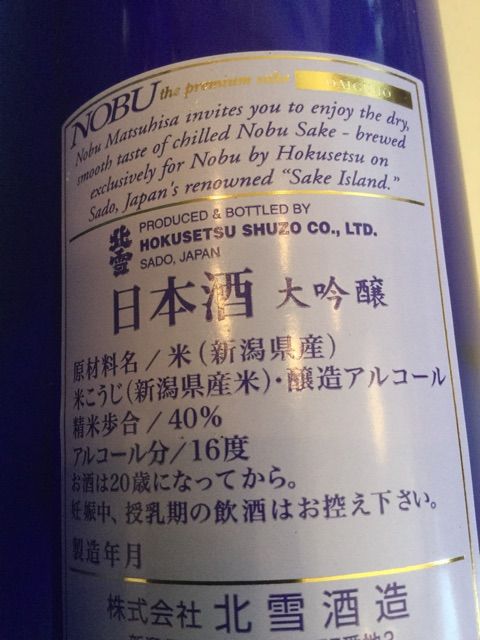 NOBU the premium sake DAIGINJO
Nobu Matsuhisa invites you to enjoy the dry,
smooth taste of chilled Nobu Sake - brewed
exclusively for Nobu by Hokusetsu on
Sado, Japan's renowned "Sake Island."
北雪
PRODUCED & BOTTLED BY
HOKUSETSU SHUZO CO., LTD.
SADO, JAPAN
日本酒 大吟醸
原材料名/米(新潟県産)
米こうじ(新潟県産米)・醸造アルコール
精米歩合/40%
アルコール分/16度
お酒は20歳になってから。
妊娠中、授乳期の飲酒はお控え下さい。
製造年月
株式会社 北雪酒造